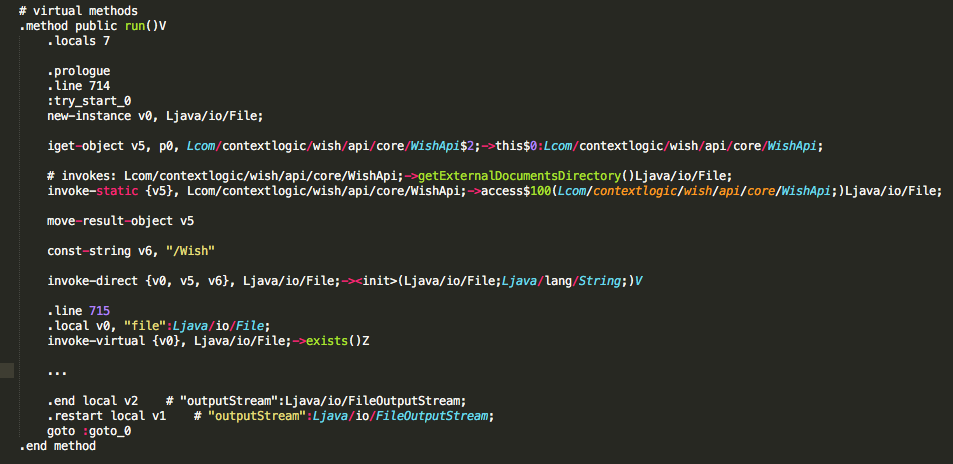 # virtual methods
.method public run()V
.locals 7
.prologue
.line 714
:try_start_0
new-instance v0, Ljava/io/File;
iget-object v5, p0, Lcom/contextlogic/wish/api/core/WishApi$2;->this$0:Lcom/contextlogic/wish/api/core/WishApi;
# invokes: Lcom/contextlogic/wish/api/core/WishApi;->getExternalDocumentsDirectory()Ljava/io/File;
invoke-static {v5}, Lcom/contextlogic/wish/api/core/WishApi;->access$100(Lcom/contextlogic/wish/api/core/WishApi;)Ljava/io/File;
move-result-object v5
const-string v6, "/Wish"
invoke-direct {v0, v5, v6}, Ljava/io/File;-><init>(Ljava/io/File;Ljava/lang/String;)V
.line 715
.local v0, "file":Ljava/io/File;
invoke-virtual {v0}, Ljava/io/File;->exists()Z
...
.end local v2    # "outputStream":Ljava/io/FileOutputStream;
.restart local v1    # "outputStream":Ljava/io/FileOutputStream;
goto :goto_0
.end method